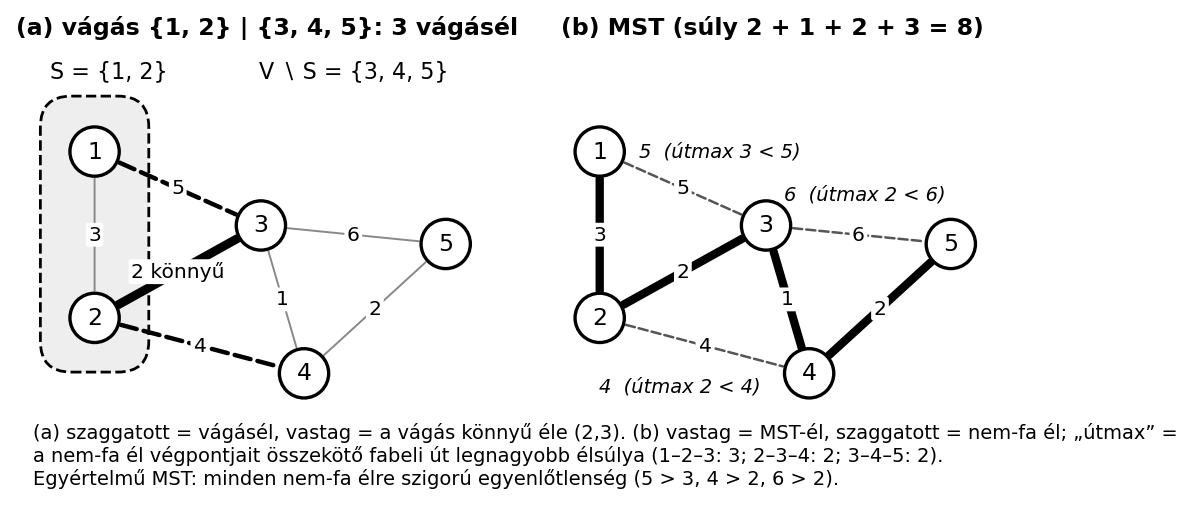 (a) vágás {1, 2} | {3, 4, 5}: 3 vágásél
S = {1, 2}
V \ S = {3, 4, 5}
1
5
3
3
6
5
2 könnyű
2
1
2
4
4
(b) MST (súly 2 + 1 + 2 + 3 = 8)
1
5 (útmax 3 < 5)
5
6 (útmax 2 < 6)
3
3
6
5
2
2
1
2
4
4
4 (útmax 2 < 4)
(a) szaggatott = vágásél, vastag = a vágás könnyű éle (2,3). (b) vastag = MST-él, szaggatott = nem-fa él; „útmax” =
a nem-fa él végpontjait összekötő fabeli út legnagyobb élsúlya (1–2–3: 3; 2–3–4: 2; 3–4–5: 2).
Egyértelmű MST: minden nem-fa élre szigorú egyenlőtlenség (5 > 3, 4 > 2, 6 > 2).